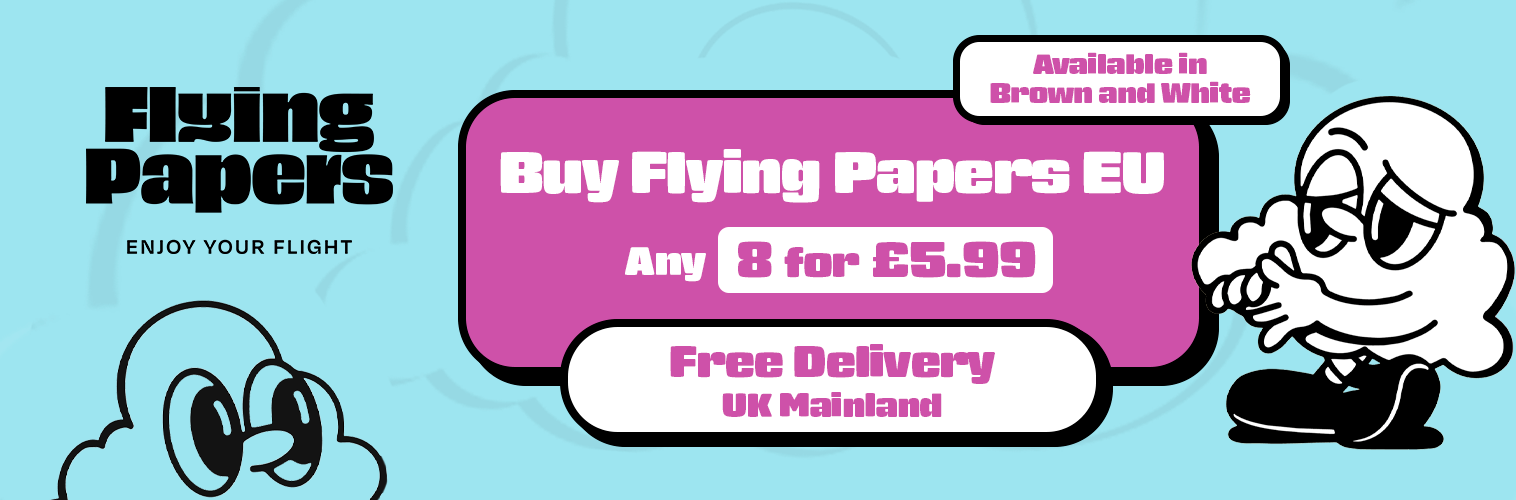 Flying
Papers
ENJOY YOUR FLIGHT
Available in
Brown and White
Buy Flying Papers EU
Any 8 for £5.99
Free Delivery
UK Mainland